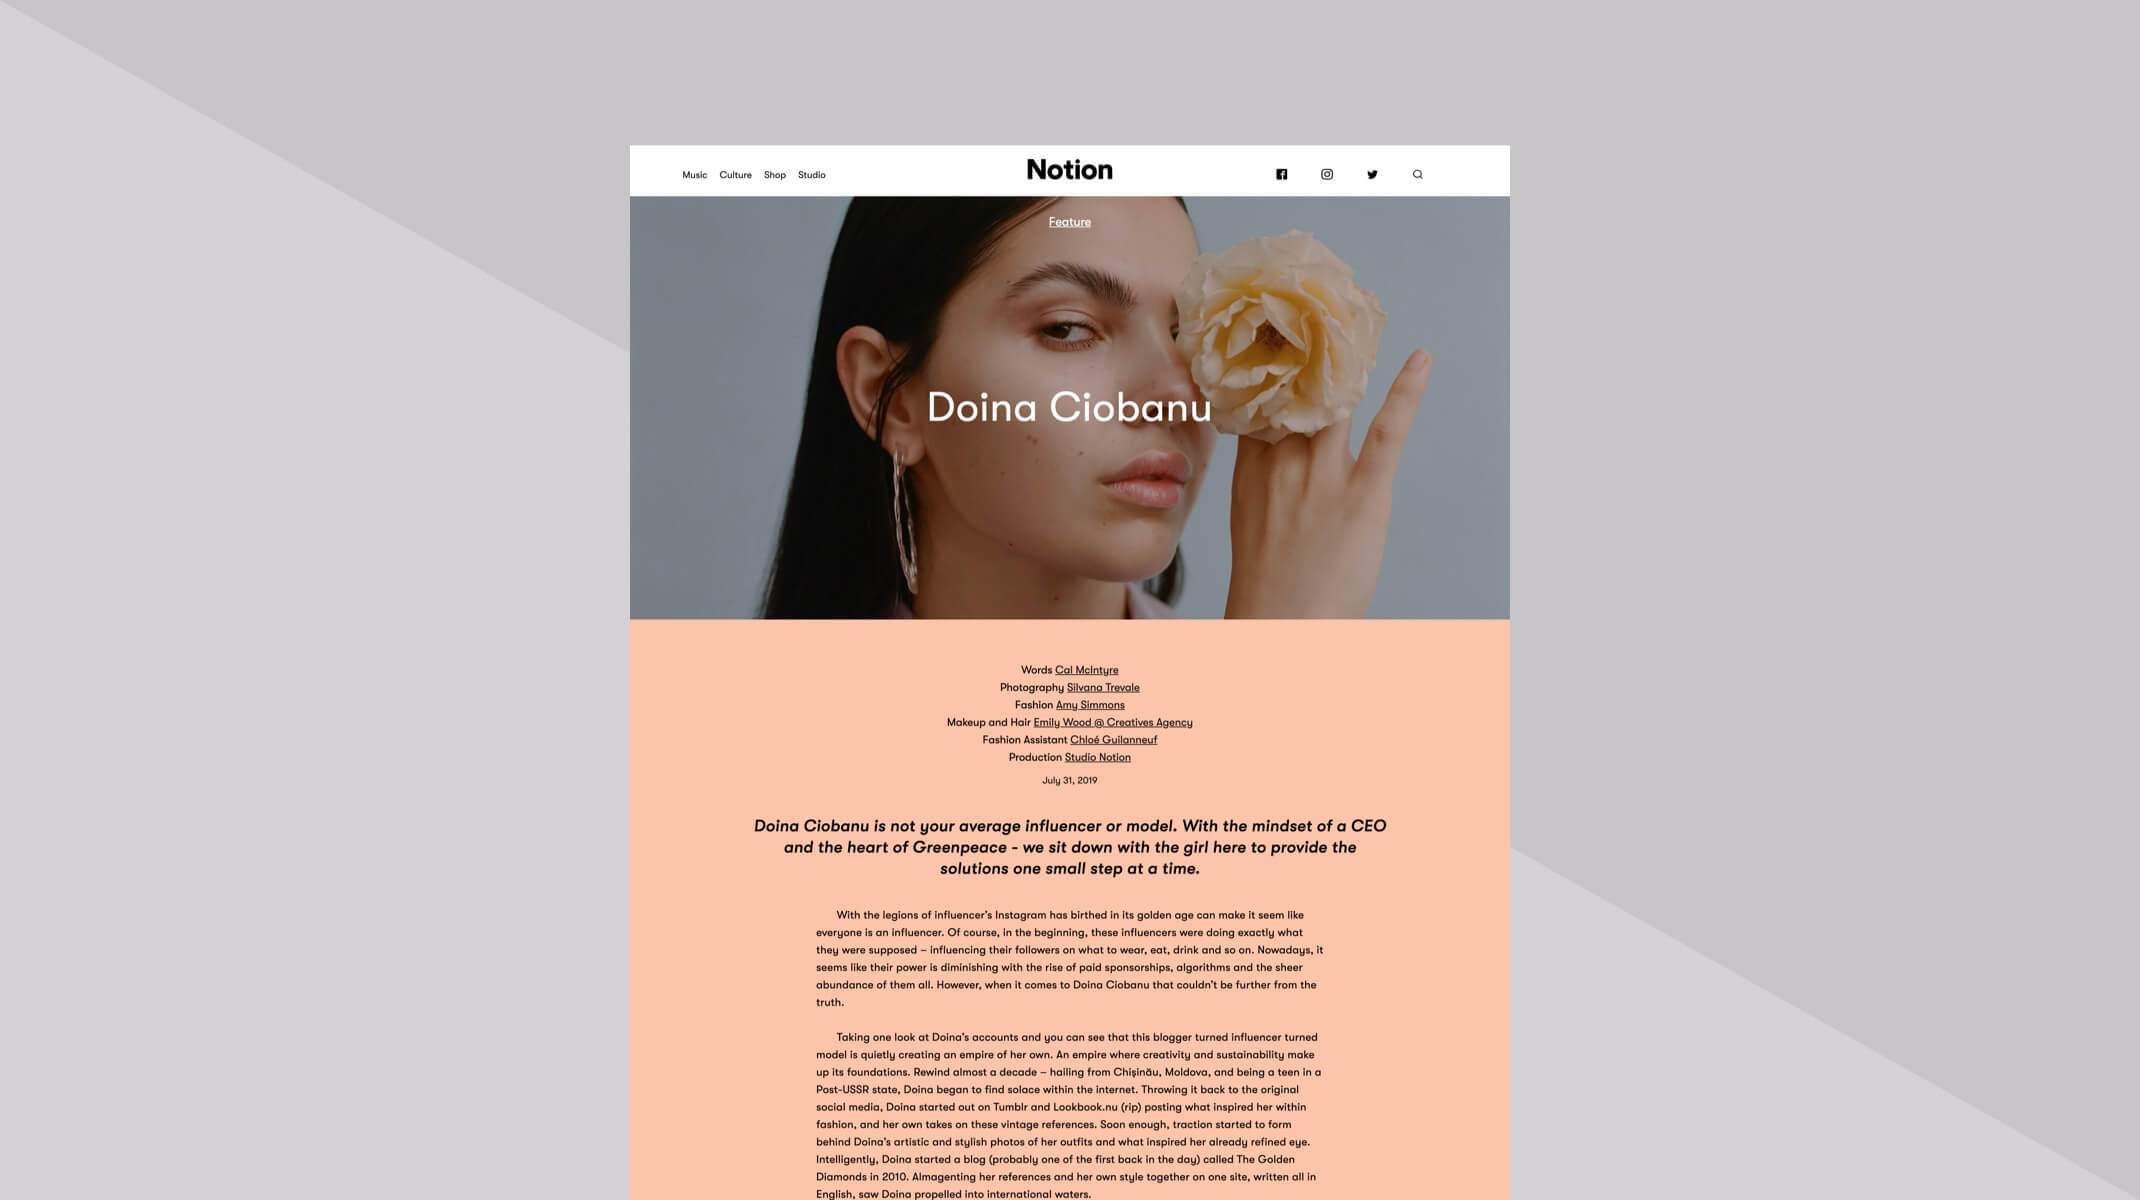 Music Culture Shop Studio
Notion
Feature
Doina Ciobanu
Words Cal McIntyre
Photography Silvana Trevale
Fashion Amy Simmons
Makeup and Hair Emily Wood @ Creatives Agency
Fashion Assistant Chloé Guilanneuf
Production Studio Notion
July 31, 2019
Doina Ciobanu is not your average influencer or model. With the mindset of a CEO
and the heart of Greenpeace - we sit down with the girl here to provide the
solutions one small step at a time.
With the legions of influencer's Instagram has birthed in its golden age can make it seem like
everyone is an influencer. Of course, in the beginning, these influencers were doing exactly what
they were supposed – influencing their followers on what to wear, eat, drink and so on. Nowadays, it
seems like their power is diminishing with the rise of paid sponsorships, algorithms and the sheer
abundance of them all. However, when it comes to Doina Ciobanu that couldn't be further from the
truth.
Taking one look at Doina's accounts and you can see that this blogger turned influencer turned
model is quietly creating an empire of her own. An empire where creativity and sustainability make
up its foundations. Rewind almost a decade – hailing from Chișinău, Moldova, and being a teen in a
Post-USSR state, Doina began to find solace within the internet. Throwing it back to the original
social media, Doina started out on Tumblr and Lookbook.nu (rip) posting what inspired her within
fashion, and her own takes on these vintage references. Soon enough, traction started to form
behind Doina's artistic and stylish photos of her outfits and what inspired her already refined eye.
Intelligently, Doina started a blog (probably one of the first back in the day) called The Golden
Diamonds in 2010. Almagenting her references and her own style together on one site, written all in
English, saw Doina propelled into international waters.